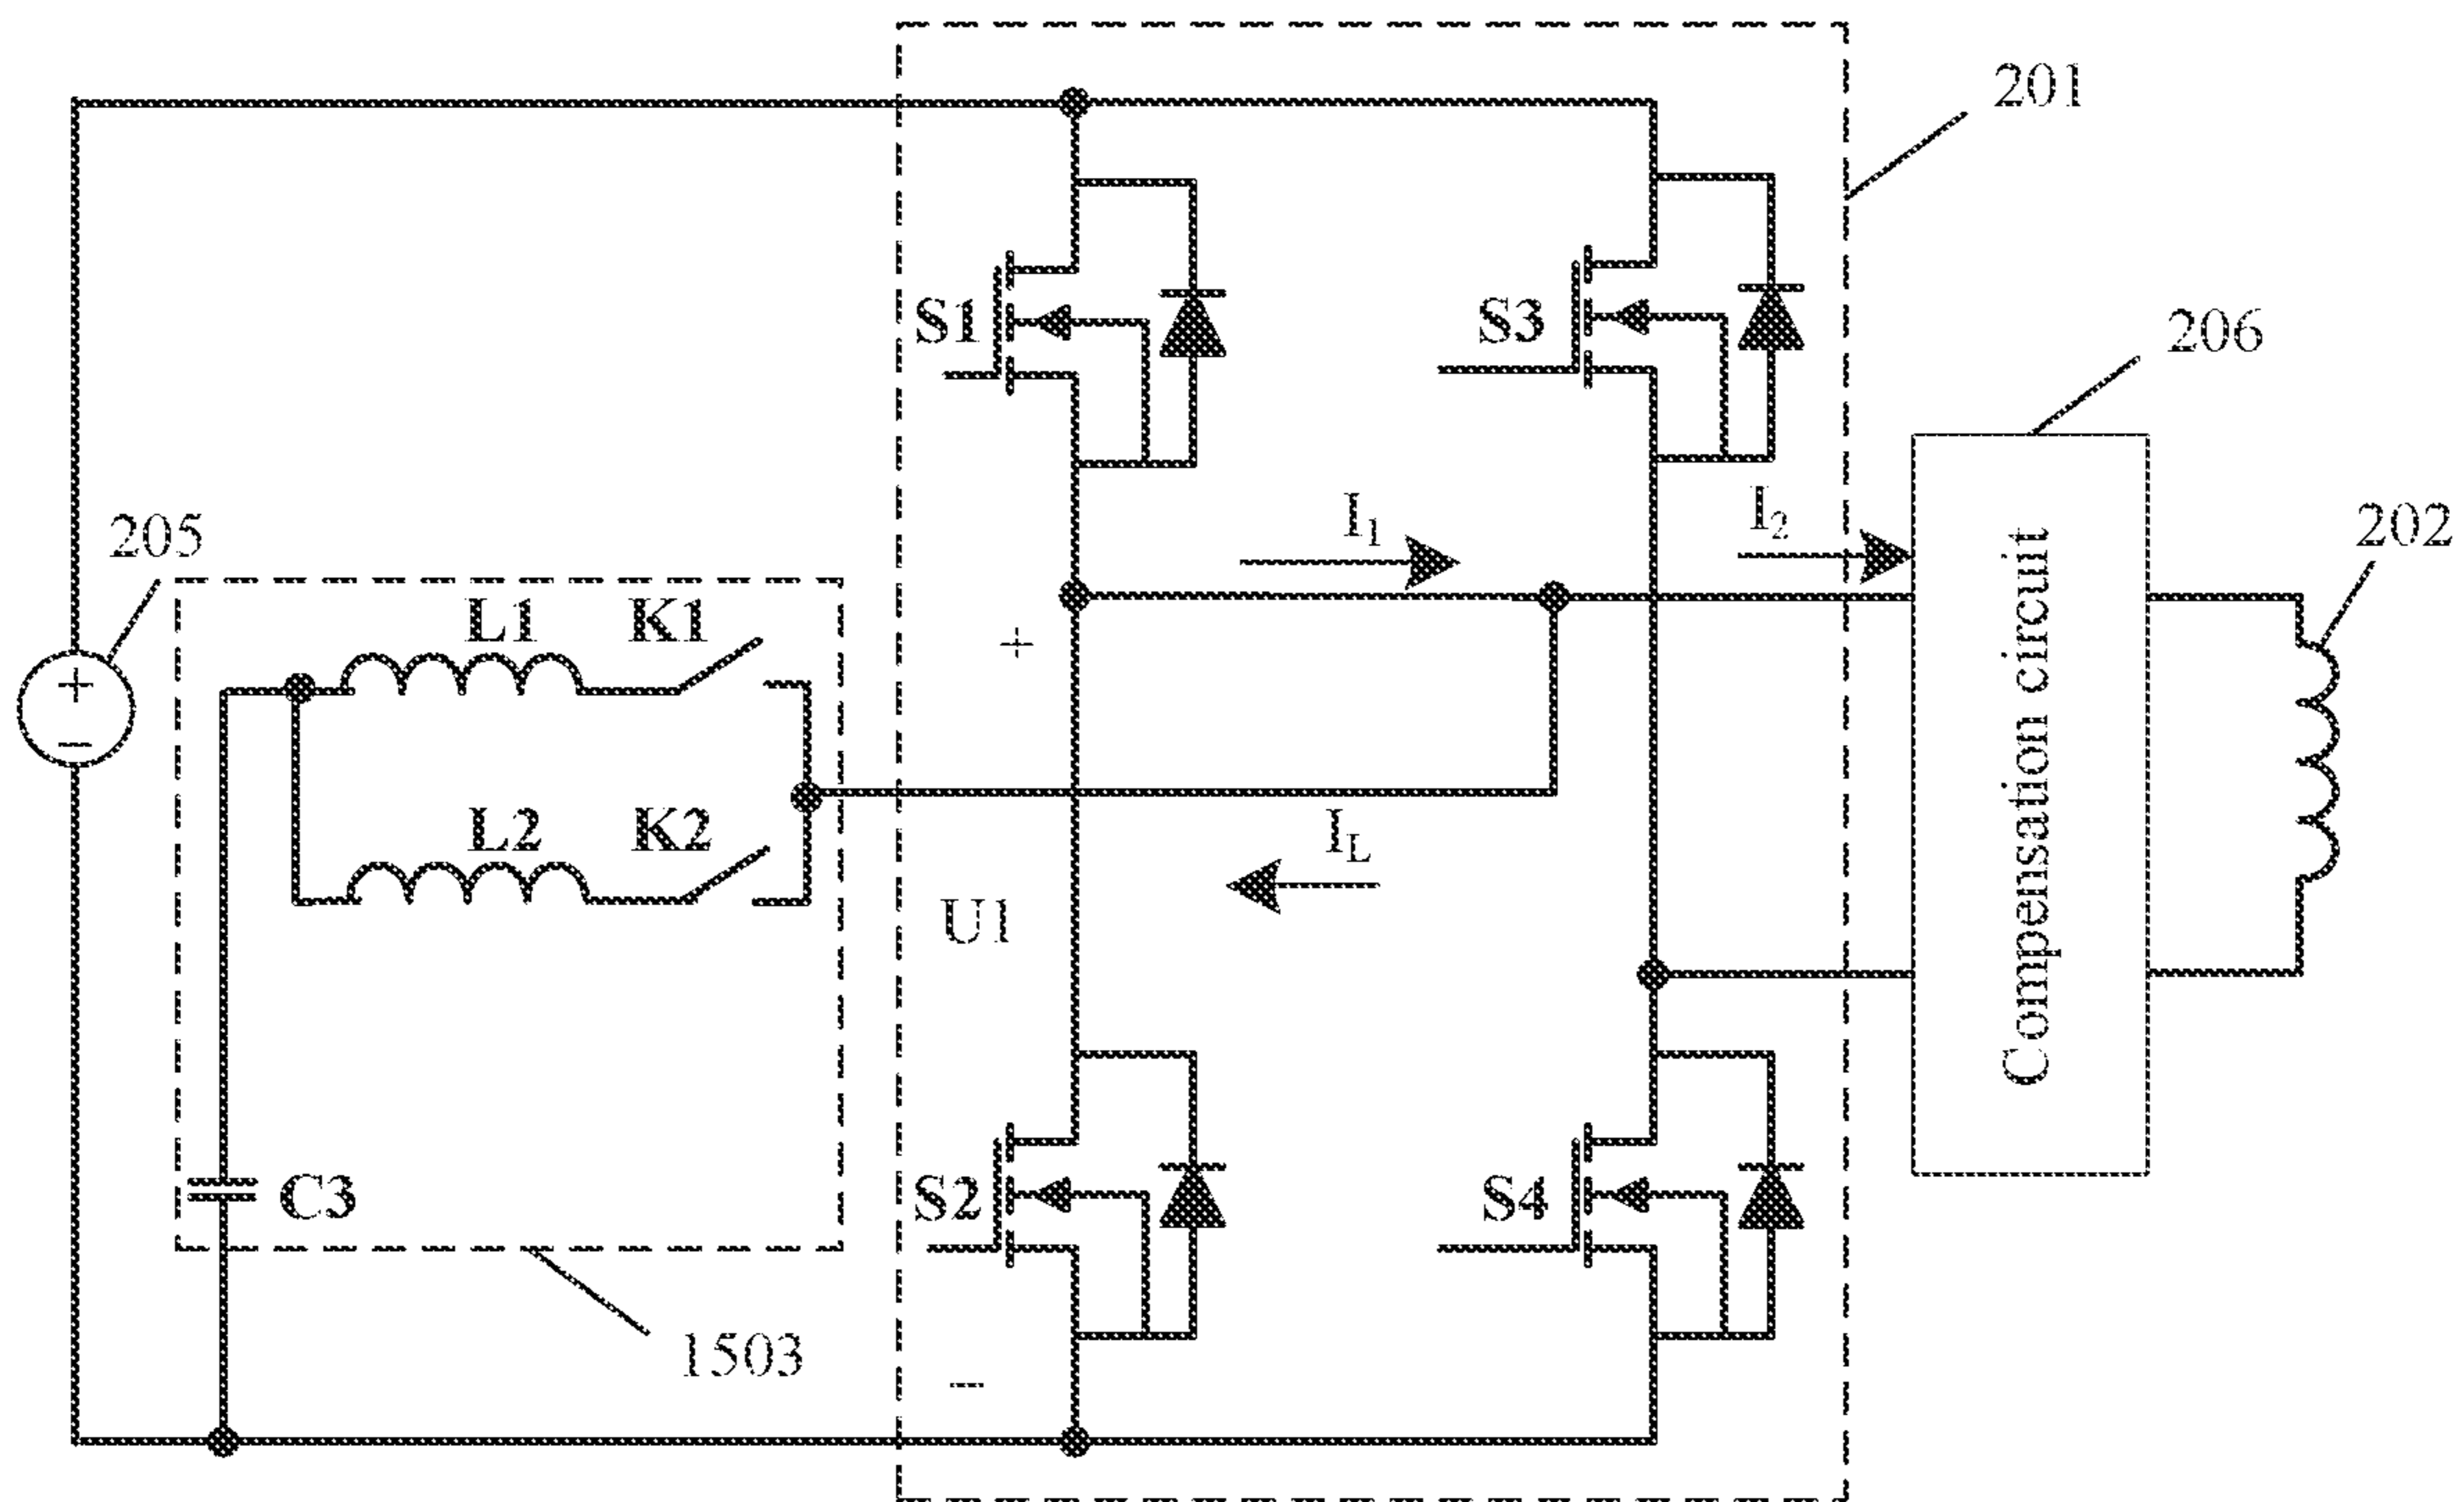 201
S1
S3
206
I₁
I₂
205
202
L1
K1
+
+
−
L2
K2
I_L
U1
Compensation circuit
C3
S2
S4
1503
−